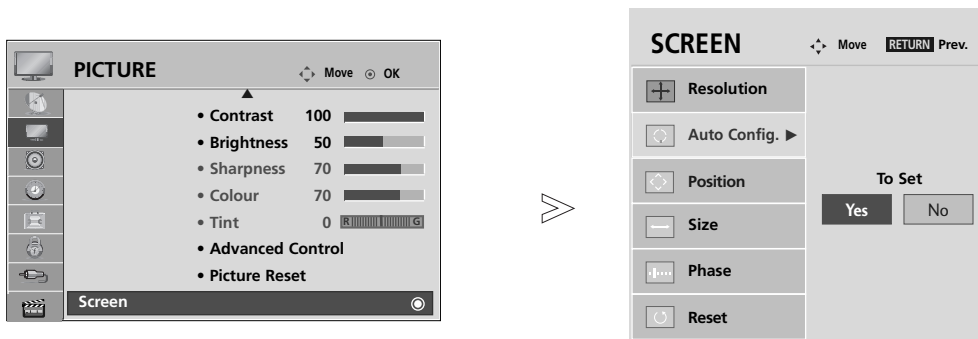 PICTURE Move OK
• Contrast 100
• Brightness 50
• Sharpness 70
• Colour 70
• Tint 0 R G
• Advanced Control
• Picture Reset
Screen
SCREEN Move RETURN Prev.
Resolution
Auto Config. ▶
Position
Size
Phase
Reset
To Set
Yes No